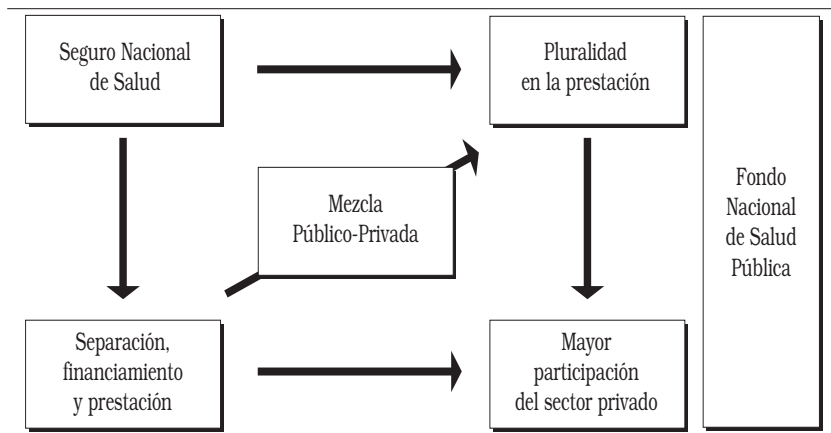 Seguro Nacional
de Salud
Pluralidad
en la prestación
Mezcla
Público-Privada
Fondo
Nacional
de Salud
Pública
Separación,
financiamiento
y prestación
Mayor
participación
del sector privado